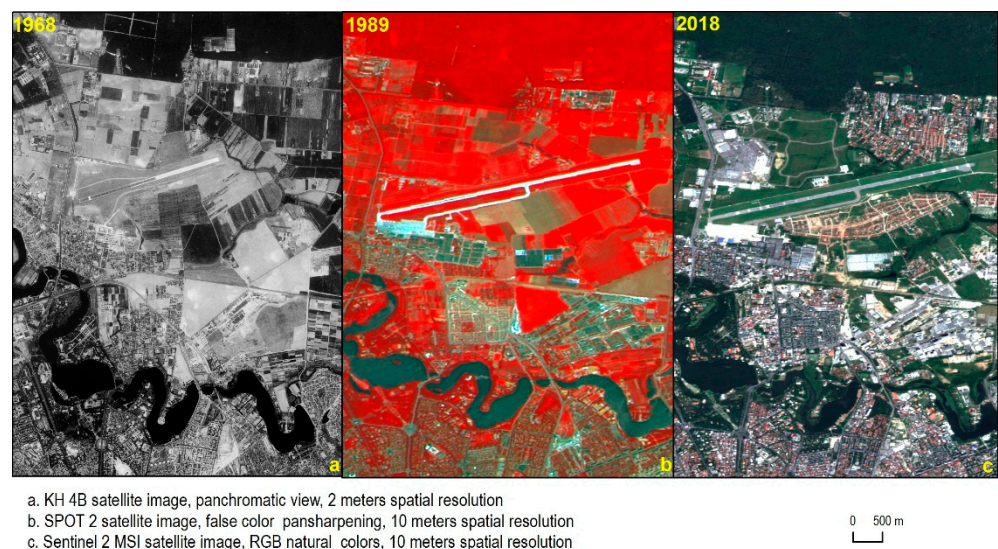 1968
1989
2018
a
b
c
a. KH 4B satellite image, panchromatic view, 2 meters spatial resolution
b. SPOT 2 satellite image, false color pansharpening, 10 meters spatial resolution
c. Sentinel 2 MSI satellite image, RGB natural colors, 10 meters spatial resolution
0 500 m